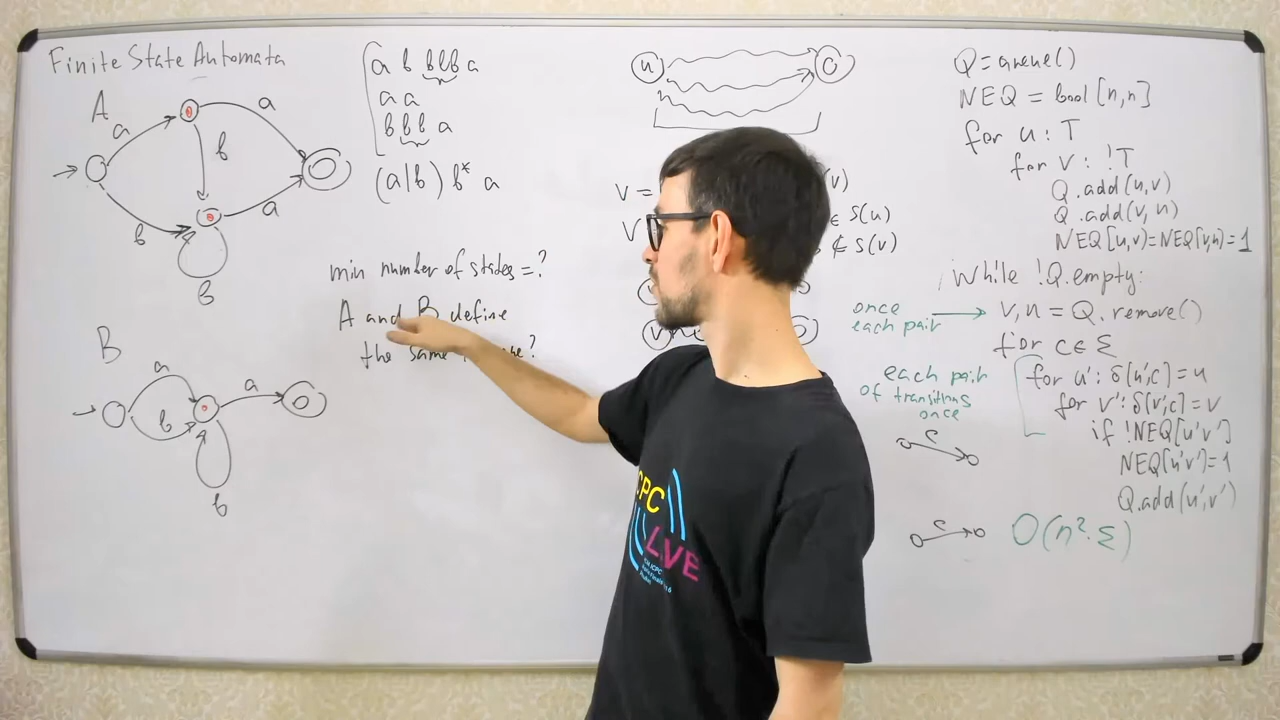 Finite State Automata
A
a
a
b
b
a
b
B
a
b
a
b
a b bbb a
a a
bbb a
(a|b) b* a
min number of states = ?
A and B define
the same ?
u
V =
(v)
V
∈ S(u)
∉ S(v)
Q = queue()
NEQ = bool [n,n]
for u : T
for v : !T
Q.add(u,v)
Q.add(v,u)
NEQ[u,v)=NEQ[v,u)=1
While !Q.empty:
v,u = Q.remove()
for c∈Σ
for u' : δ(u',c) = u
for v' : δ(v',c) = v
if !NEQ[u'v']
NEQ[u'v']=1
Q.add(u',v')
once
each pair
each pair
of transitions
once
c
c
O(n²·Σ)
CPC
LIVE